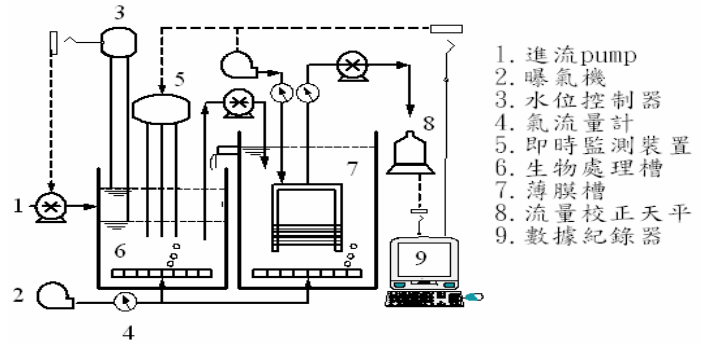 3
5
8
7
1
6
9
2
4
1. 進流pump
2. 曝氣機
3. 水位控制器
4. 氣流量計
5. 即時監測裝置
6. 生物處理槽
7. 薄膜槽
8. 流量校正天平
9. 數據紀錄器